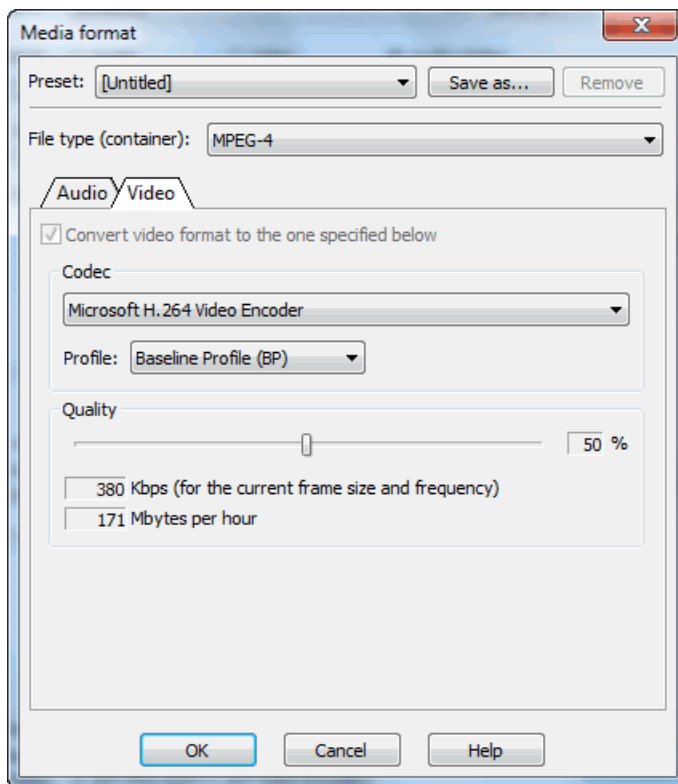 Media format
Preset: [Untitled] Save as... Remove
File type (container): MPEG-4
Audio Video
Convert video format to the one specified below
Codec
Microsoft H.264 Video Encoder
Profile: Baseline Profile (BP)
Quality
50 %
380 Kbps (for the current frame size and frequency)
171 Mbytes per hour
OK Cancel Help